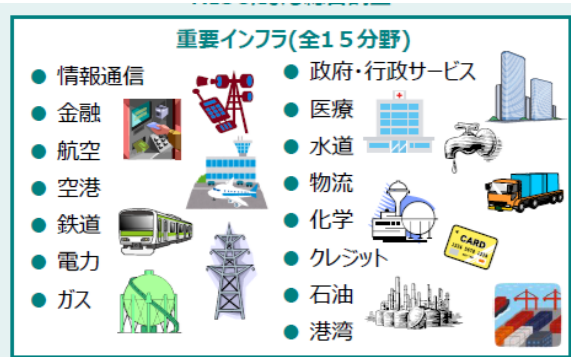 重要インフラ(全15分野)
● 情報通信
● 金融
● 航空
● 空港
● 鉄道
● 電力
● ガス
● 政府・行政サービス
● 医療
● 水道
● 物流
● 化学
● クレジット
● 石油
● 港湾
CARD